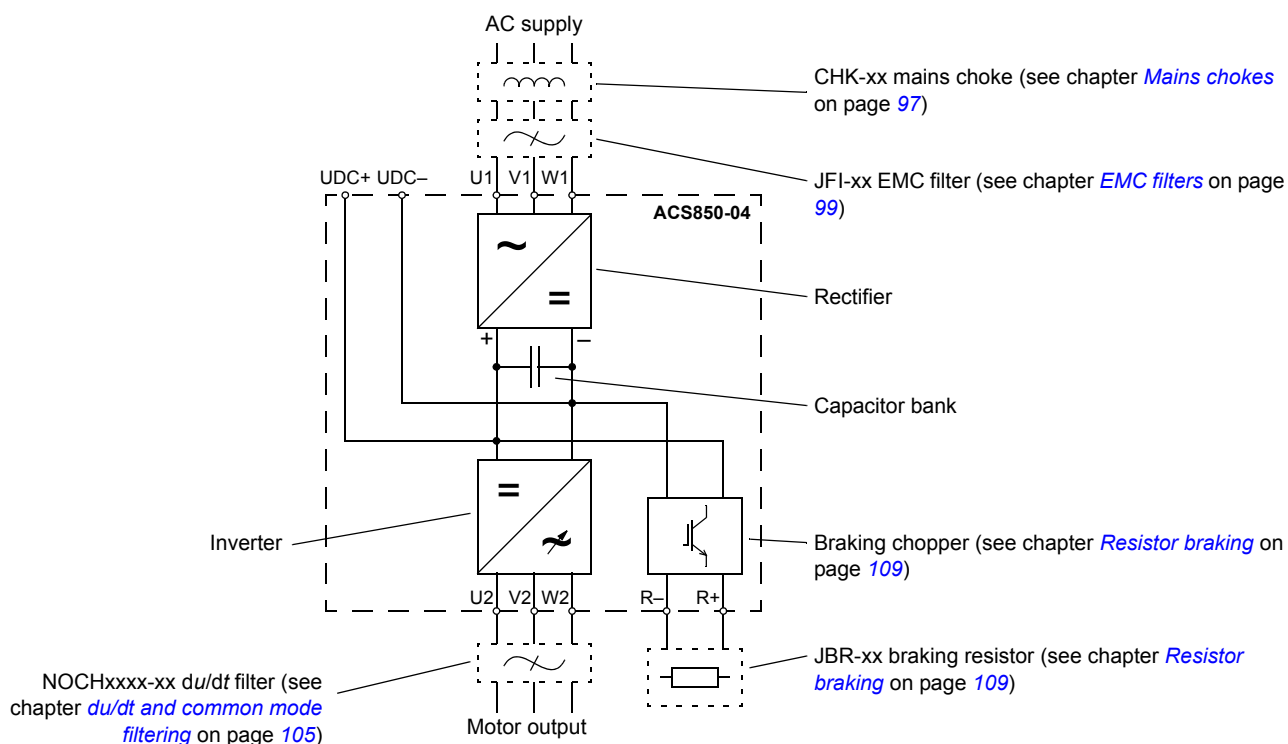 AC supply
CHK-xx mains choke (see chapter Mains chokes
on page 97)
JFI-xx EMC filter (see chapter EMC filters on page
99)
UDC+ UDC– U1 V1 W1
ACS850-04
~
=
Rectifier
+ –
Capacitor bank
=
~
Inverter
Braking chopper (see chapter Resistor braking on
page 109)
U2 V2 W2 R– R+
JBR-xx braking resistor (see chapter Resistor
braking on page 109)
NOCHxxxx-xx du/dt filter (see
chapter du/dt and common mode
filtering on page 105)
Motor output